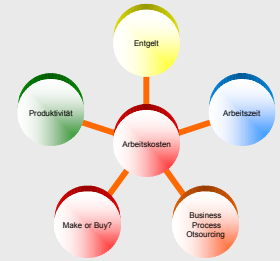 Entgelt
Produktivität
Arbeitszeit
Arbeitskosten
Make or Buy?
Business
Process
Otsourcing